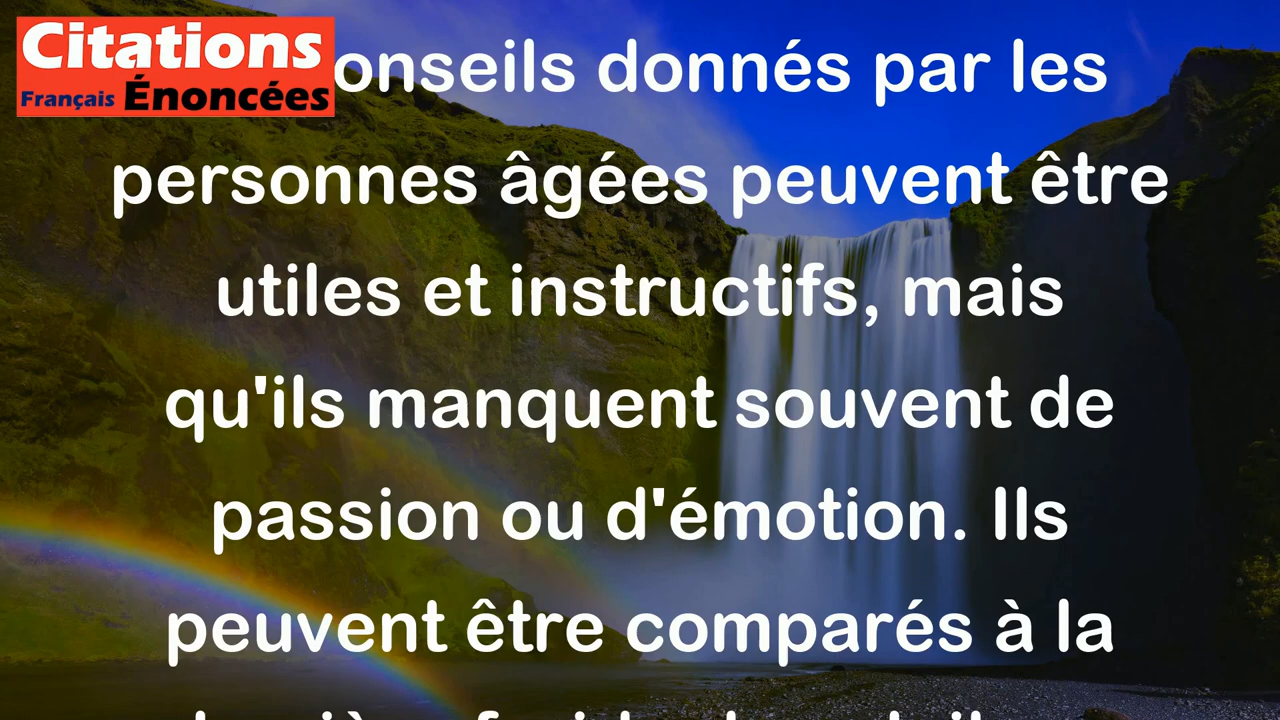 Citations
Français Énoncées
onseils donnés par les
personnes âgées peuvent être
utiles et instructifs, mais
qu'ils manquent souvent de
passion ou d'émotion. Ils
peuvent être comparés à la